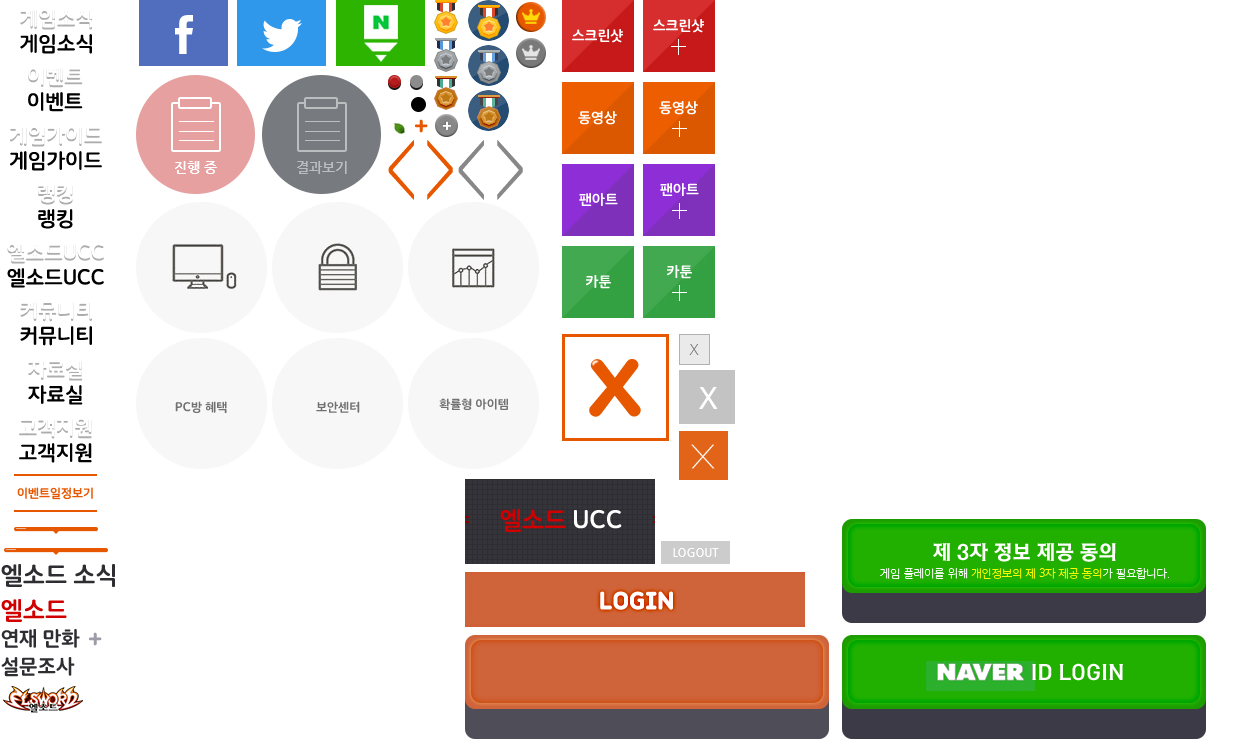 게임소식
게임소식
이벤트
이벤트
게임가이드
게임가이드
랭킹
랭킹
엘소드UCC
엘소드UCC
커뮤니티
커뮤니티
자료실
자료실
고객지원
고객지원
이벤트일정보기
엘소드 소식
엘소드
연재 만화 +
설문조사
ELSWORD
엘소드
f
N
진행 중
결과보기
PC방 혜택
보안센터
확률형 아이템
스크린샷
스크린샷
동영상
동영상
팬아트
팬아트
카툰
카툰
X
X
엘소드 UCC
LOGOUT
LOGIN
제 3자 정보 제공 동의
게임 플레이를 위해 개인정보의 제 3자 제공 동의가 필요합니다.
NAVER ID LOGIN